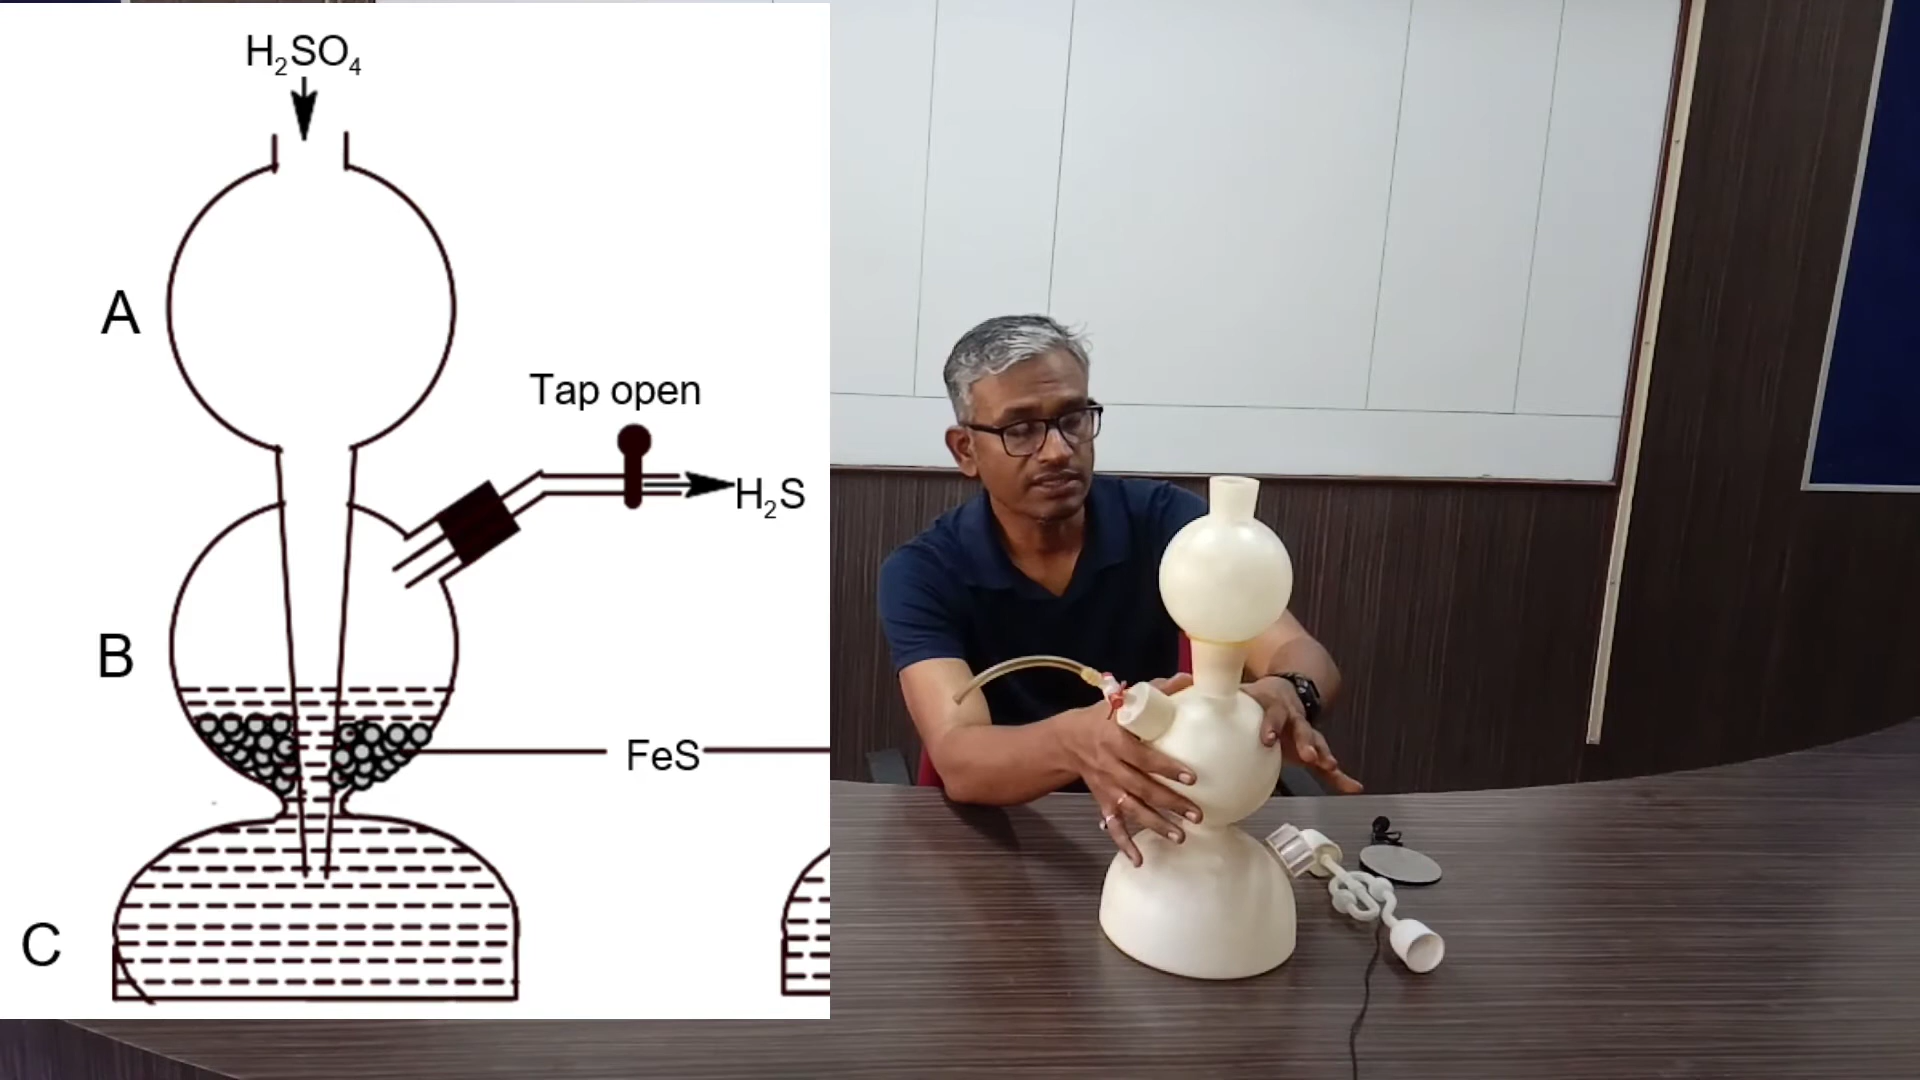 H₂SO₄
A
Tap open
H₂S
B
FeS
C